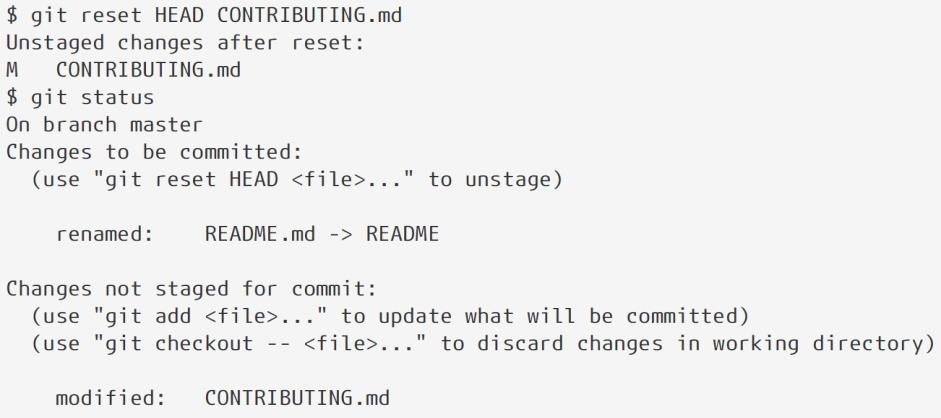 $ git reset HEAD CONTRIBUTING.md
Unstaged changes after reset:
M   CONTRIBUTING.md
$ git status
On branch master
Changes to be committed:
  (use "git reset HEAD <file>..." to unstage)

    renamed:    README.md -> README

Changes not staged for commit:
  (use "git add <file>..." to update what will be committed)
  (use "git checkout -- <file>..." to discard changes in working directory)

    modified:   CONTRIBUTING.md